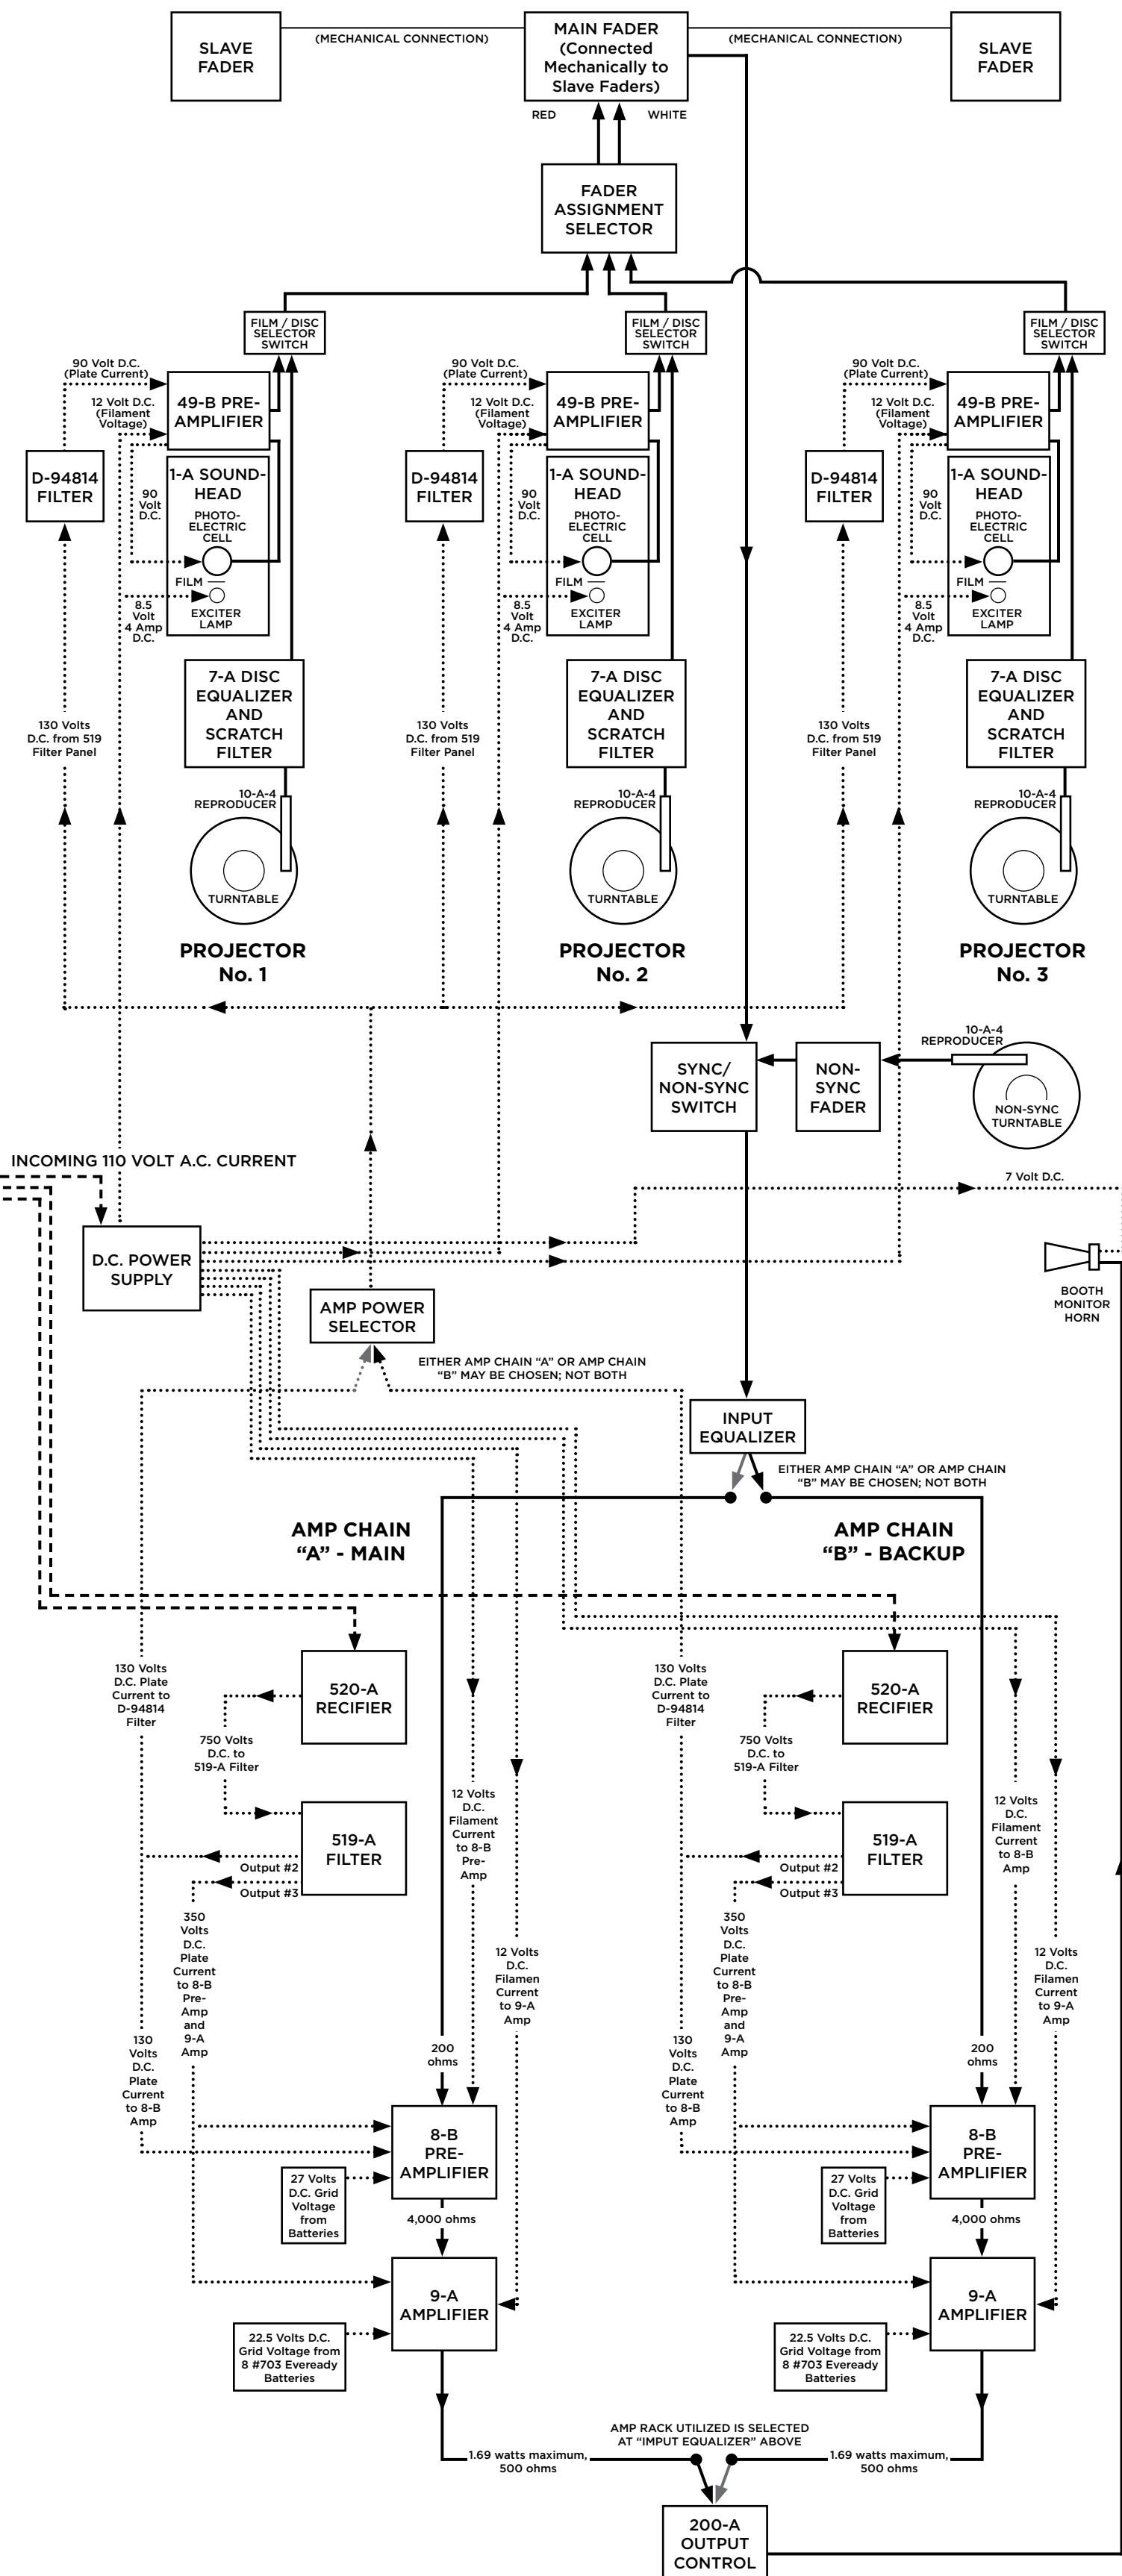 SLAVE
FADER
(MECHANICAL CONNECTION)
MAIN FADER
(Connected
Mechanically to
Slave Faders)
(MECHANICAL CONNECTION)
SLAVE
FADER
RED
WHITE
FADER
ASSIGNMENT
SELECTOR
FILM / DISC
SELECTOR
SWITCH
90 Volt D.C.
(Plate Current)
12 Volt D.C.
(Filament
Voltage)
49-B PRE-
AMPLIFIER
D-94814
FILTER
90
Volt
D.C.
1-A SOUND-
HEAD
PHOTO-
ELECTRIC
CELL
FILM
EXCITER
LAMP
8.5
Volt
4 Amp
D.C.
7-A DISC
EQUALIZER
AND
SCRATCH
FILTER
130 Volts
D.C. from 519
Filter Panel
10-A-4
REPRODUCER
TURNTABLE
PROJECTOR
No. 1
FILM / DISC
SELECTOR
SWITCH
90 Volt D.C.
(Plate Current)
12 Volt D.C.
(Filament
Voltage)
49-B PRE-
AMPLIFIER
D-94814
FILTER
90
Volt
D.C.
1-A SOUND-
HEAD
PHOTO-
ELECTRIC
CELL
FILM
EXCITER
LAMP
8.5
Volt
4 Amp
D.C.
7-A DISC
EQUALIZER
AND
SCRATCH
FILTER
130 Volts
D.C. from 519
Filter Panel
10-A-4
REPRODUCER
TURNTABLE
PROJECTOR
No. 2
FILM / DISC
SELECTOR
SWITCH
90 Volt D.C.
(Plate Current)
12 Volt D.C.
(Filament
Voltage)
49-B PRE-
AMPLIFIER
D-94814
FILTER
90
Volt
D.C.
1-A SOUND-
HEAD
PHOTO-
ELECTRIC
CELL
FILM
EXCITER
LAMP
8.5
Volt
4 Amp
D.C.
7-A DISC
EQUALIZER
AND
SCRATCH
FILTER
130 Volts
D.C. from 519
Filter Panel
10-A-4
REPRODUCER
TURNTABLE
PROJECTOR
No. 3
SYNC/
NON-SYNC
SWITCH
NON-
SYNC
FADER
10-A-4
REPRODUCER
NON-SYNC
TURNTABLE
INCOMING 110 VOLT A.C. CURRENT
7 Volt D.C.
D.C. POWER
SUPPLY
BOOTH
MONITOR
HORN
AMP POWER
SELECTOR
EITHER AMP CHAIN “A” OR AMP CHAIN
“B” MAY BE CHOSEN; NOT BOTH
INPUT
EQUALIZER
EITHER AMP CHAIN “A” OR AMP CHAIN
“B” MAY BE CHOSEN; NOT BOTH
AMP CHAIN
“A” - MAIN
AMP CHAIN
“B” - BACKUP
130 Volts
D.C. Plate
Current to
D-94814
Filter
520-A
RECIFIER
750 Volts
D.C. to
519-A Filter
519-A
FILTER
Output #2
Output #3
12 Volts
D.C.
Filament
Current
to 8-B
Pre-
Amp
350
Volts
D.C.
Plate
Current
to 8-B
Pre-
Amp
and
9-A
Amp
12 Volts
D.C.
Filamen
Current
to 9-A
Amp
130
Volts
D.C.
Plate
Current
to 8-B
Amp
200
ohms
8-B
PRE-
AMPLIFIER
27 Volts
D.C. Grid
Voltage
from
Batteries
4,000 ohms
9-A
AMPLIFIER
22.5 Volts D.C.
Grid Voltage from
8 #703 Eveready
Batteries
130 Volts
D.C. Plate
Current to
D-94814
Filter
520-A
RECIFIER
750 Volts
D.C. to
519-A Filter
519-A
FILTER
Output #2
Output #3
12 Volts
D.C.
Filament
Current
to 8-B
Amp
350
Volts
D.C.
Plate
Current
to 8-B
Pre-
Amp
and
9-A
Amp
12 Volts
D.C.
Filamen
Current
to 9-A
Amp
130
Volts
D.C.
Plate
Current
to 8-B
Amp
200
ohms
8-B
PRE-
AMPLIFIER
27 Volts
D.C. Grid
Voltage
from
Batteries
4,000 ohms
9-A
AMPLIFIER
22.5 Volts D.C.
Grid Voltage from
8 #703 Eveready
Batteries
AMP RACK UTILIZED IS SELECTED
AT “IMPUT EQUALIZER” ABOVE
1.69 watts maximum,
500 ohms
1.69 watts maximum,
500 ohms
200-A
OUTPUT
CONTROL